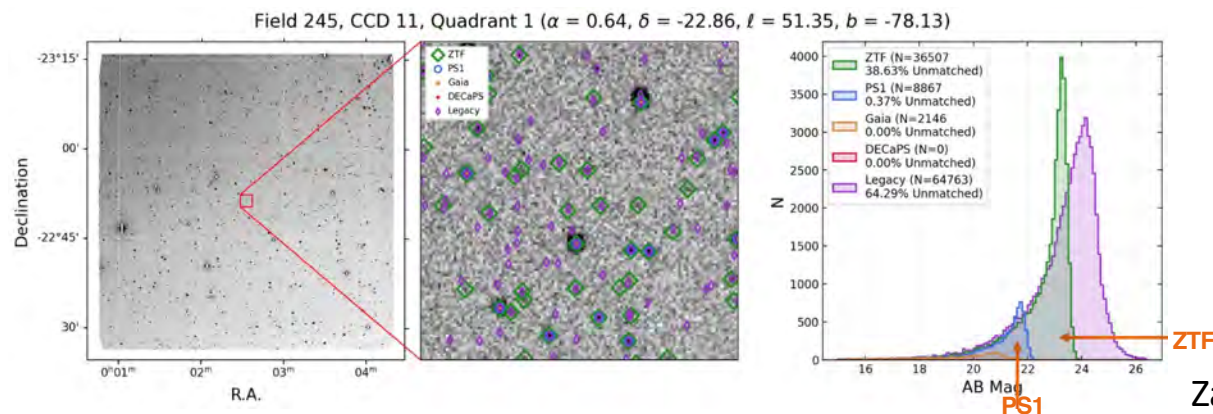 Field 245, CCD 11, Quadrant 1 (α = 0.64, δ = -22.86, ℓ = 51.35, b = -78.13)
Declination
-23°15'
00'
-22°45'
30'
0ʰ01ᵐ
02ᵐ
03ᵐ
04ᵐ
R.A.
ZTF
PS1
Gaia
DECaPS
Legacy
N
4000
3500
3000
2500
2000
1500
1000
500
0
ZTF (N=36507
38.63% Unmatched)
PS1 (N=8867
0.37% Unmatched)
Gaia (N=2146
0.00% Unmatched)
DECaPS (N=0)
0.00% Unmatched)
Legacy (N=64763)
64.29% Unmatched)
16
18
20
22
24
26
AB Mag
ZTF
PS1
Za